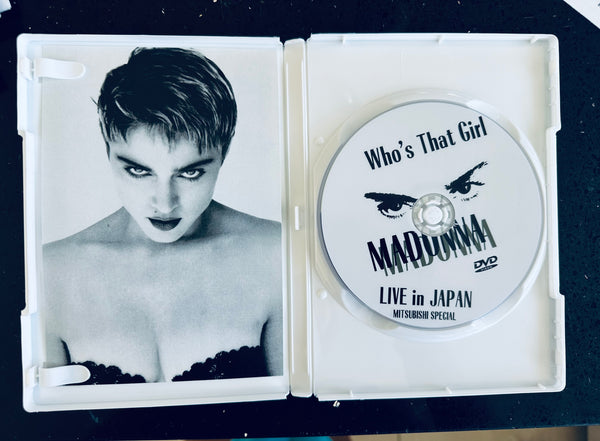 Who's That Girl
MADONNA
DVD
LIVE in JAPAN
MITSUBISHI SPECIAL